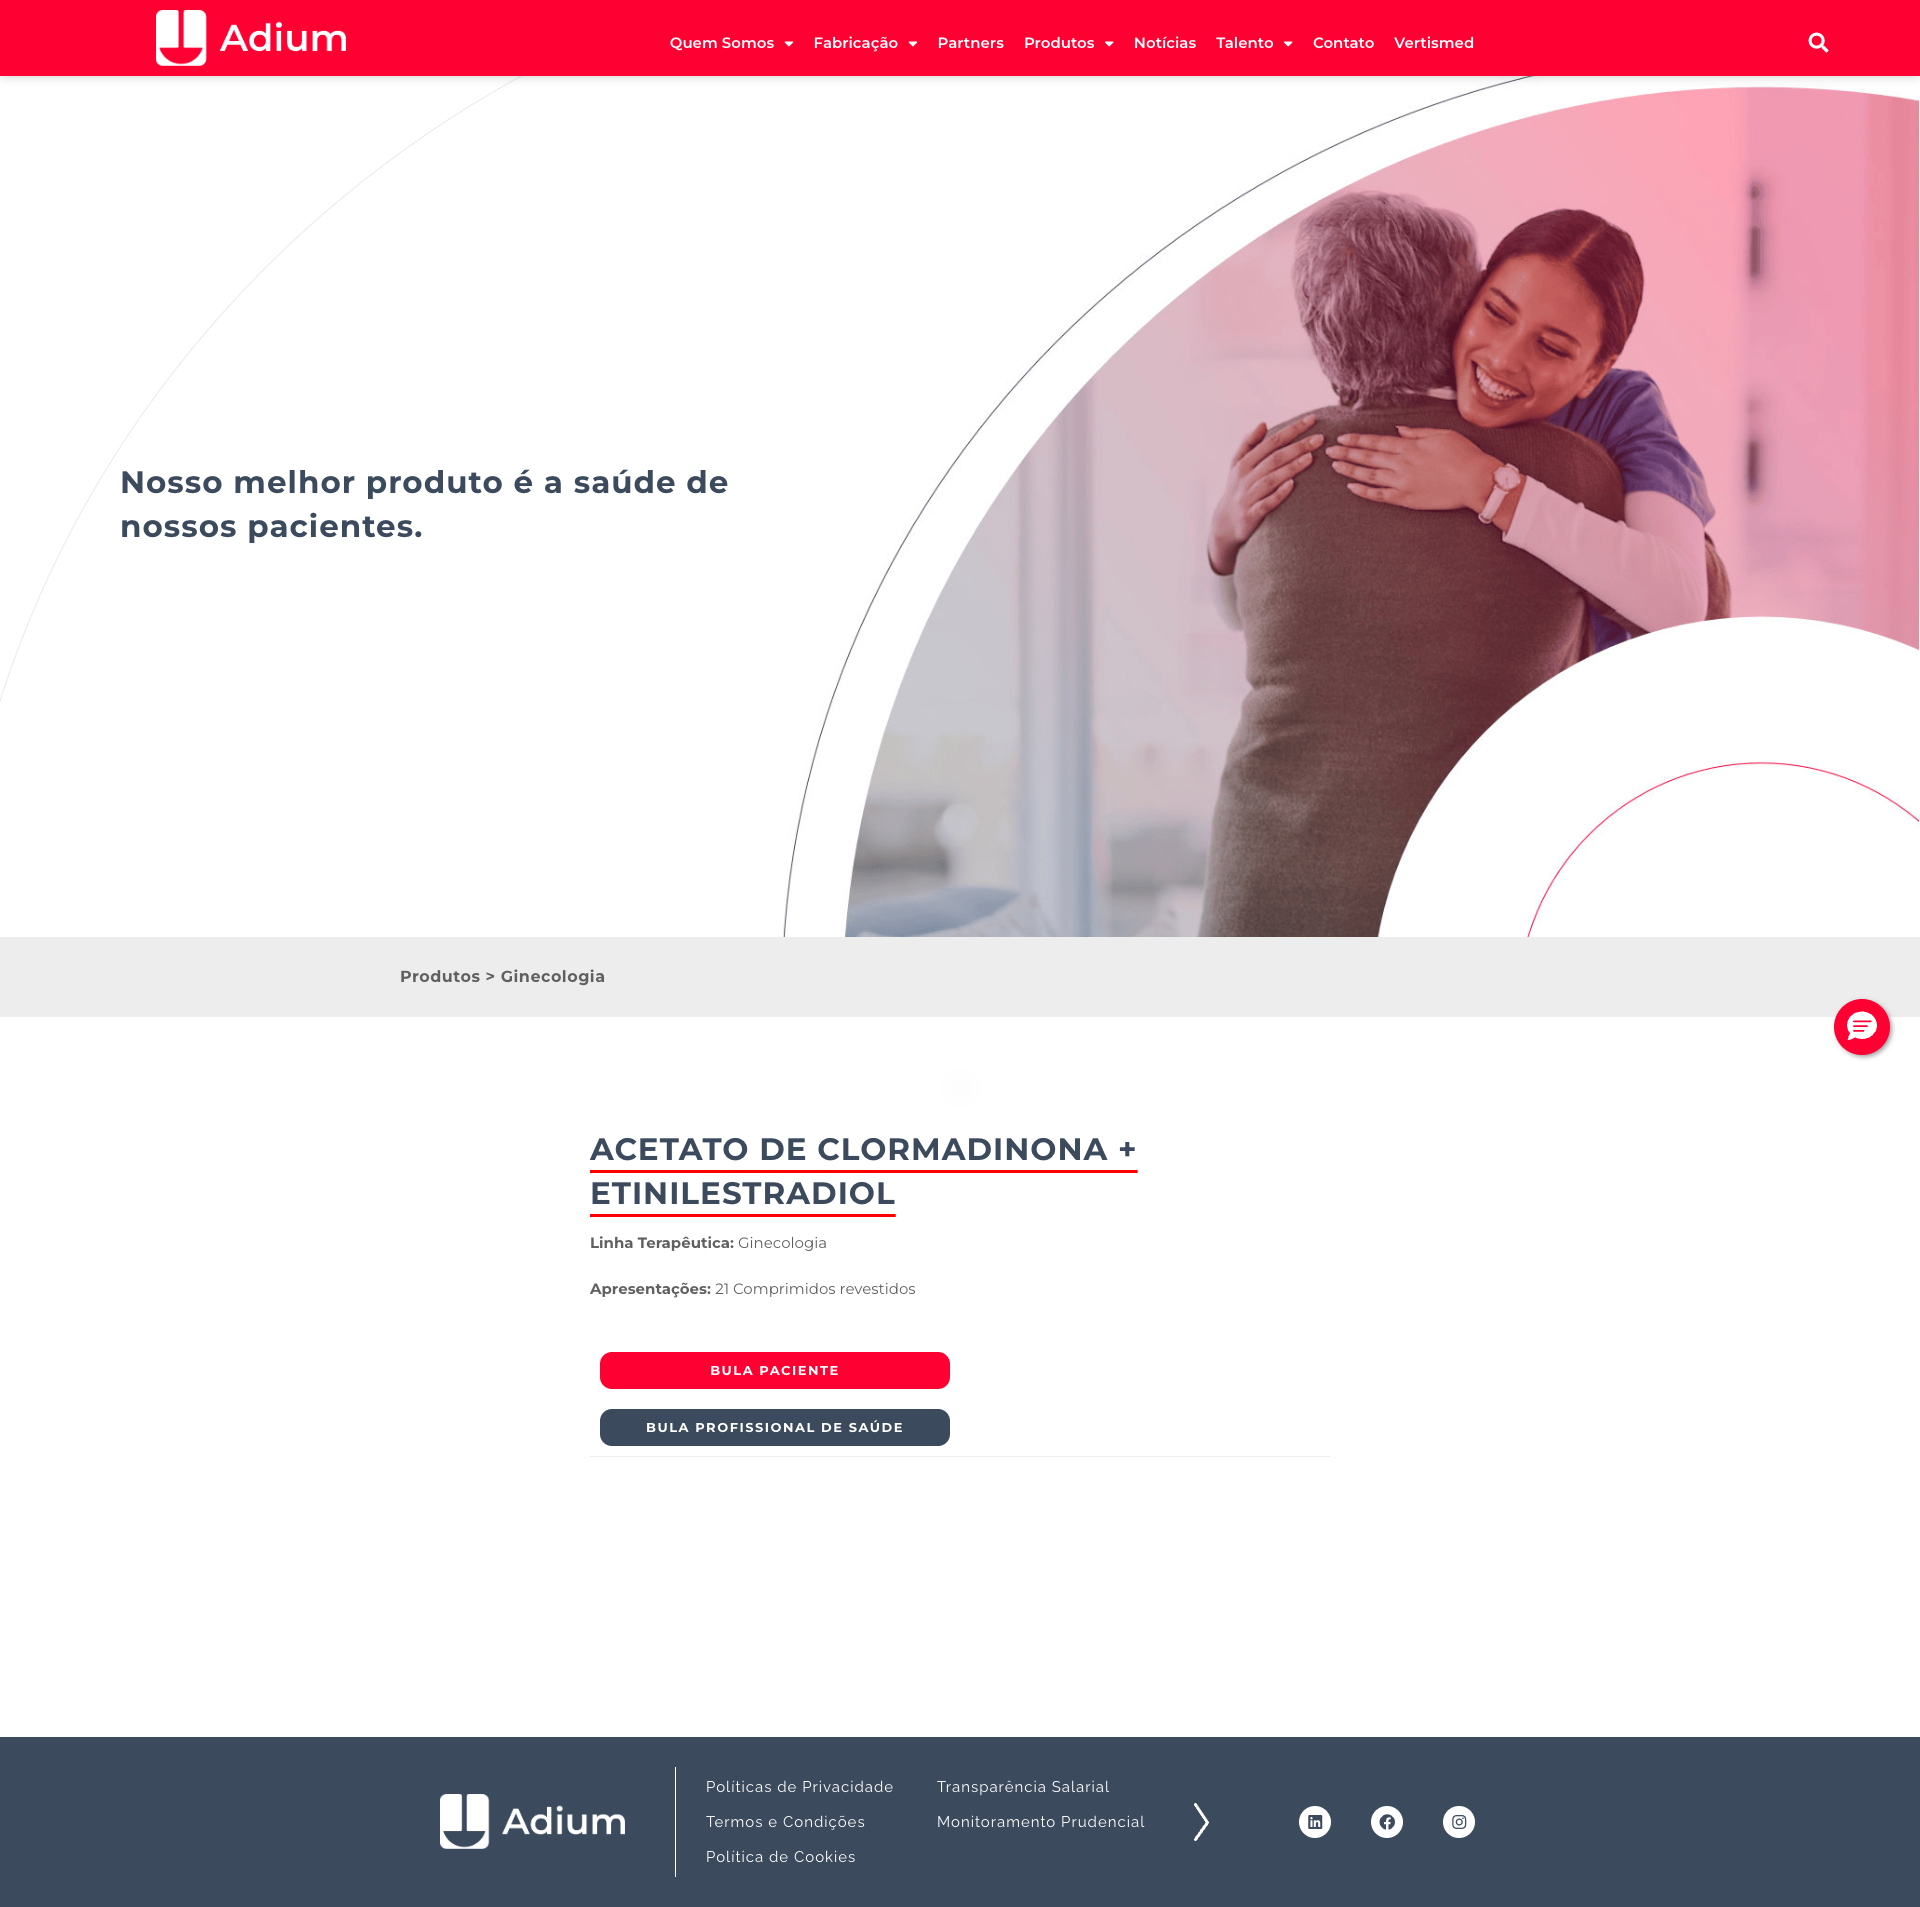 Adium
Quem Somos
Fabricação
Partners
Produtos
Notícias
Talento
Contato
Vertismed
Nosso melhor produto é a saúde de
nossos pacientes.
Produtos > Ginecologia
ACETATO DE CLORMADINONA +
ETINILESTRADIOL
Linha Terapêutica: Ginecologia
Apresentações: 21 Comprimidos revestidos
BULA PACIENTE
BULA PROFISSIONAL DE SAÚDE
Adium
Políticas de Privacidade
Termos e Condições
Política de Cookies
Transparência Salarial
Monitoramento Prudencial